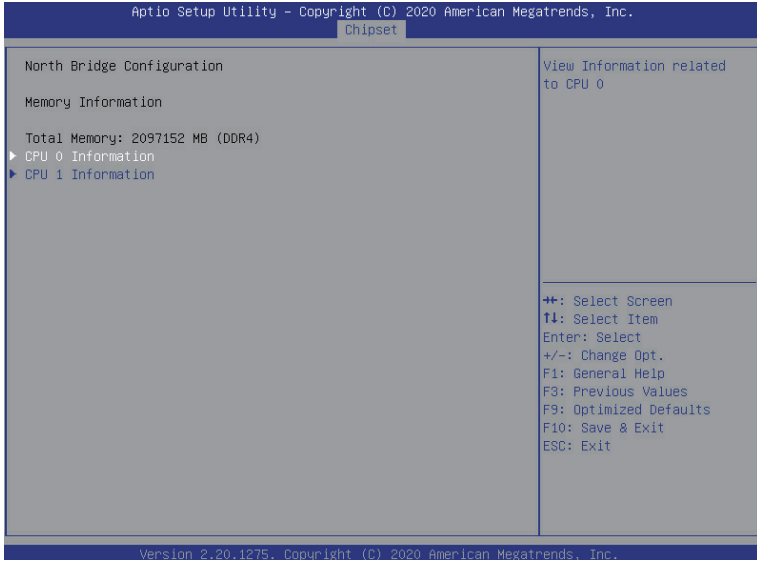 Aptio Setup Utility – Copyright (C) 2020 American Megatrends, Inc.
Chipset
North Bridge Configuration
Memory Information
Total Memory: 2097152 MB (DDR4)
CPU 0 Information
CPU 1 Information
View Information related
to CPU 0
→←: Select Screen
↑↓: Select Item
Enter: Select
+/-: Change Opt.
F1: General Help
F3: Previous Values
F9: Optimized Defaults
F10: Save & Exit
ESC: Exit
Version 2.20.1275. Copyright (C) 2020 American Megatrends, Inc.